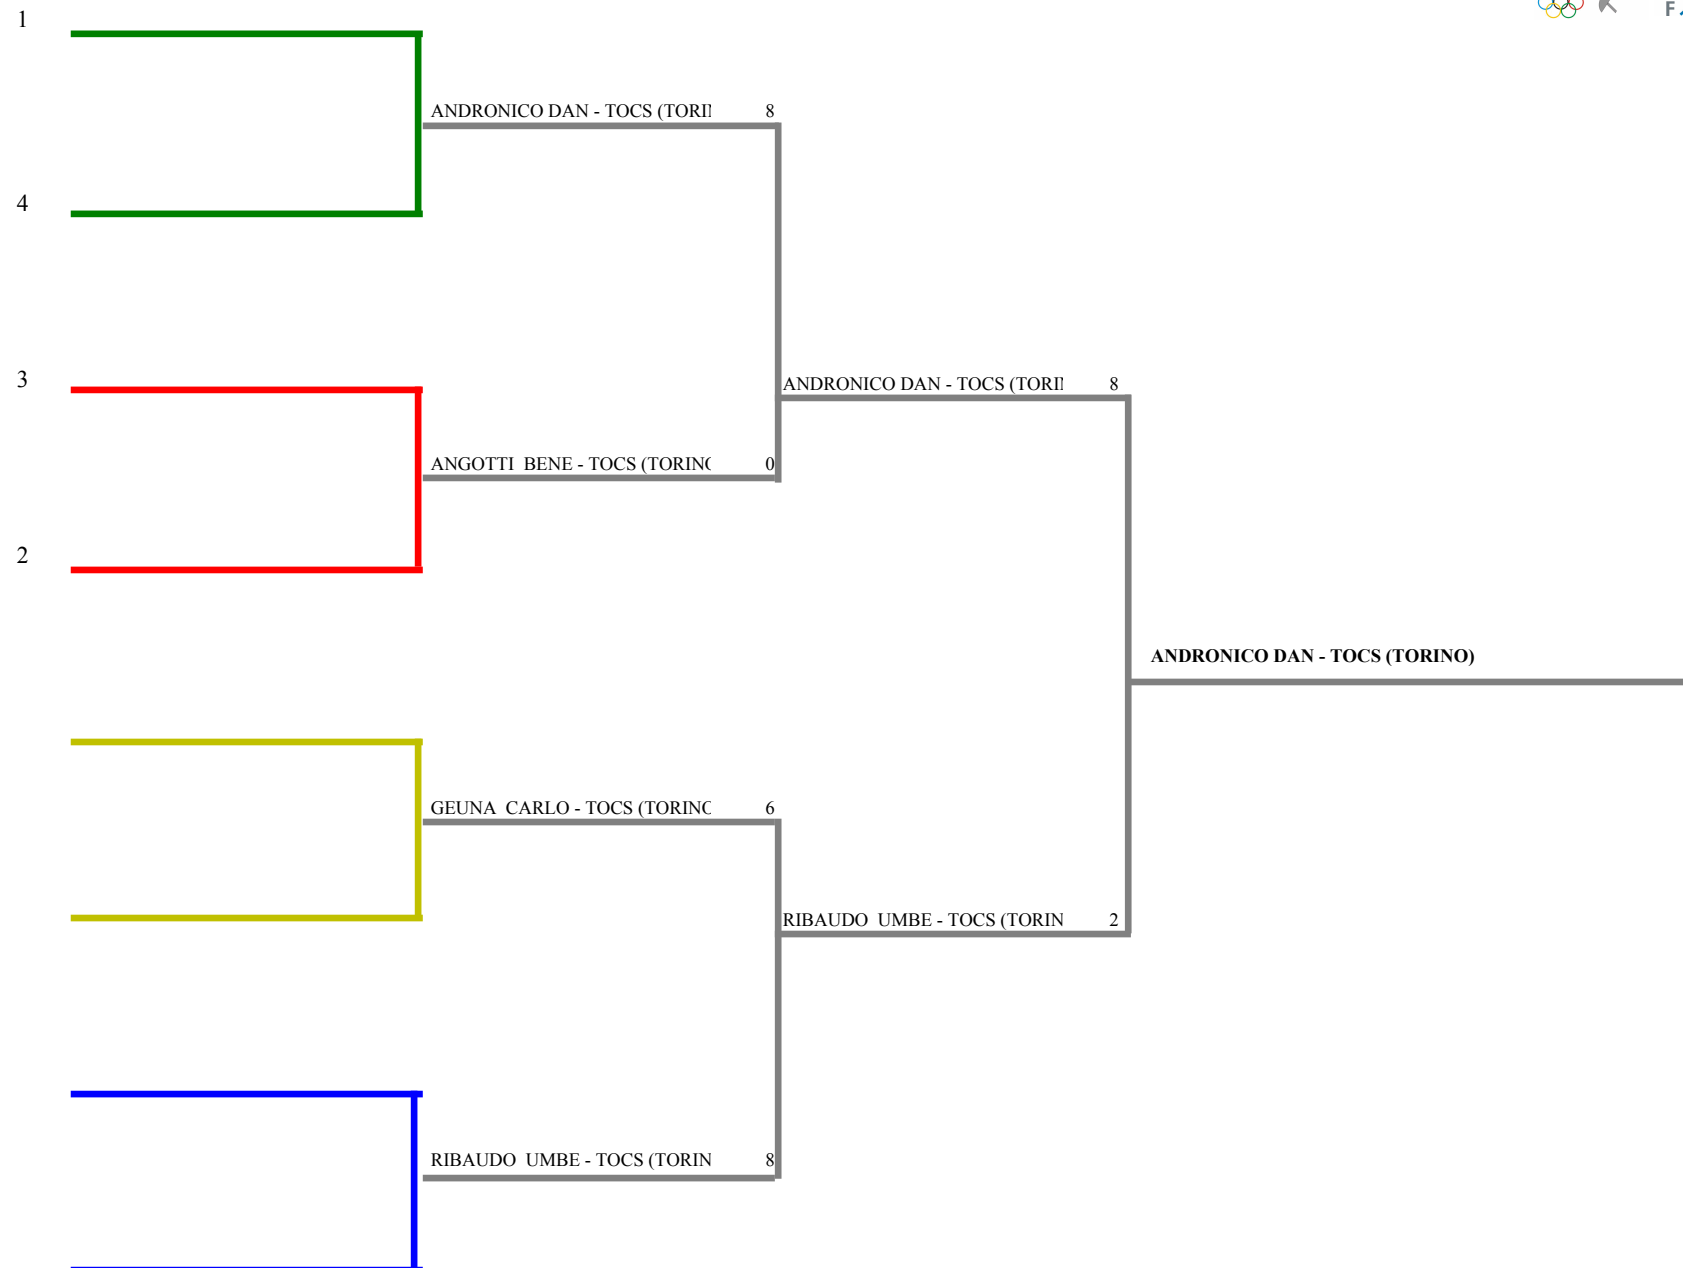 1
ANDRONICO DAN - TOCS (TORI
8
4
3
ANDRONICO DAN - TOCS (TORI
8
ANGOTTI BENE - TOCS (TORINO
0
2
ANDRONICO DAN - TOCS (TORINO)
GEUNA CARLO - TOCS (TORINO
6
RIBAUDO UMBE - TOCS (TORIN
2
RIBAUDO UMBE - TOCS (TORIN
8
F